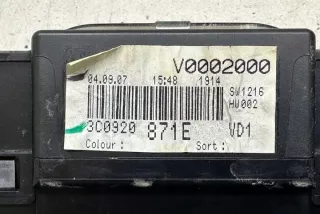 V0002000
04.09.07 15:48 1914
SW1216
HW002
3C0920 871E VD1
Colour : Sort :